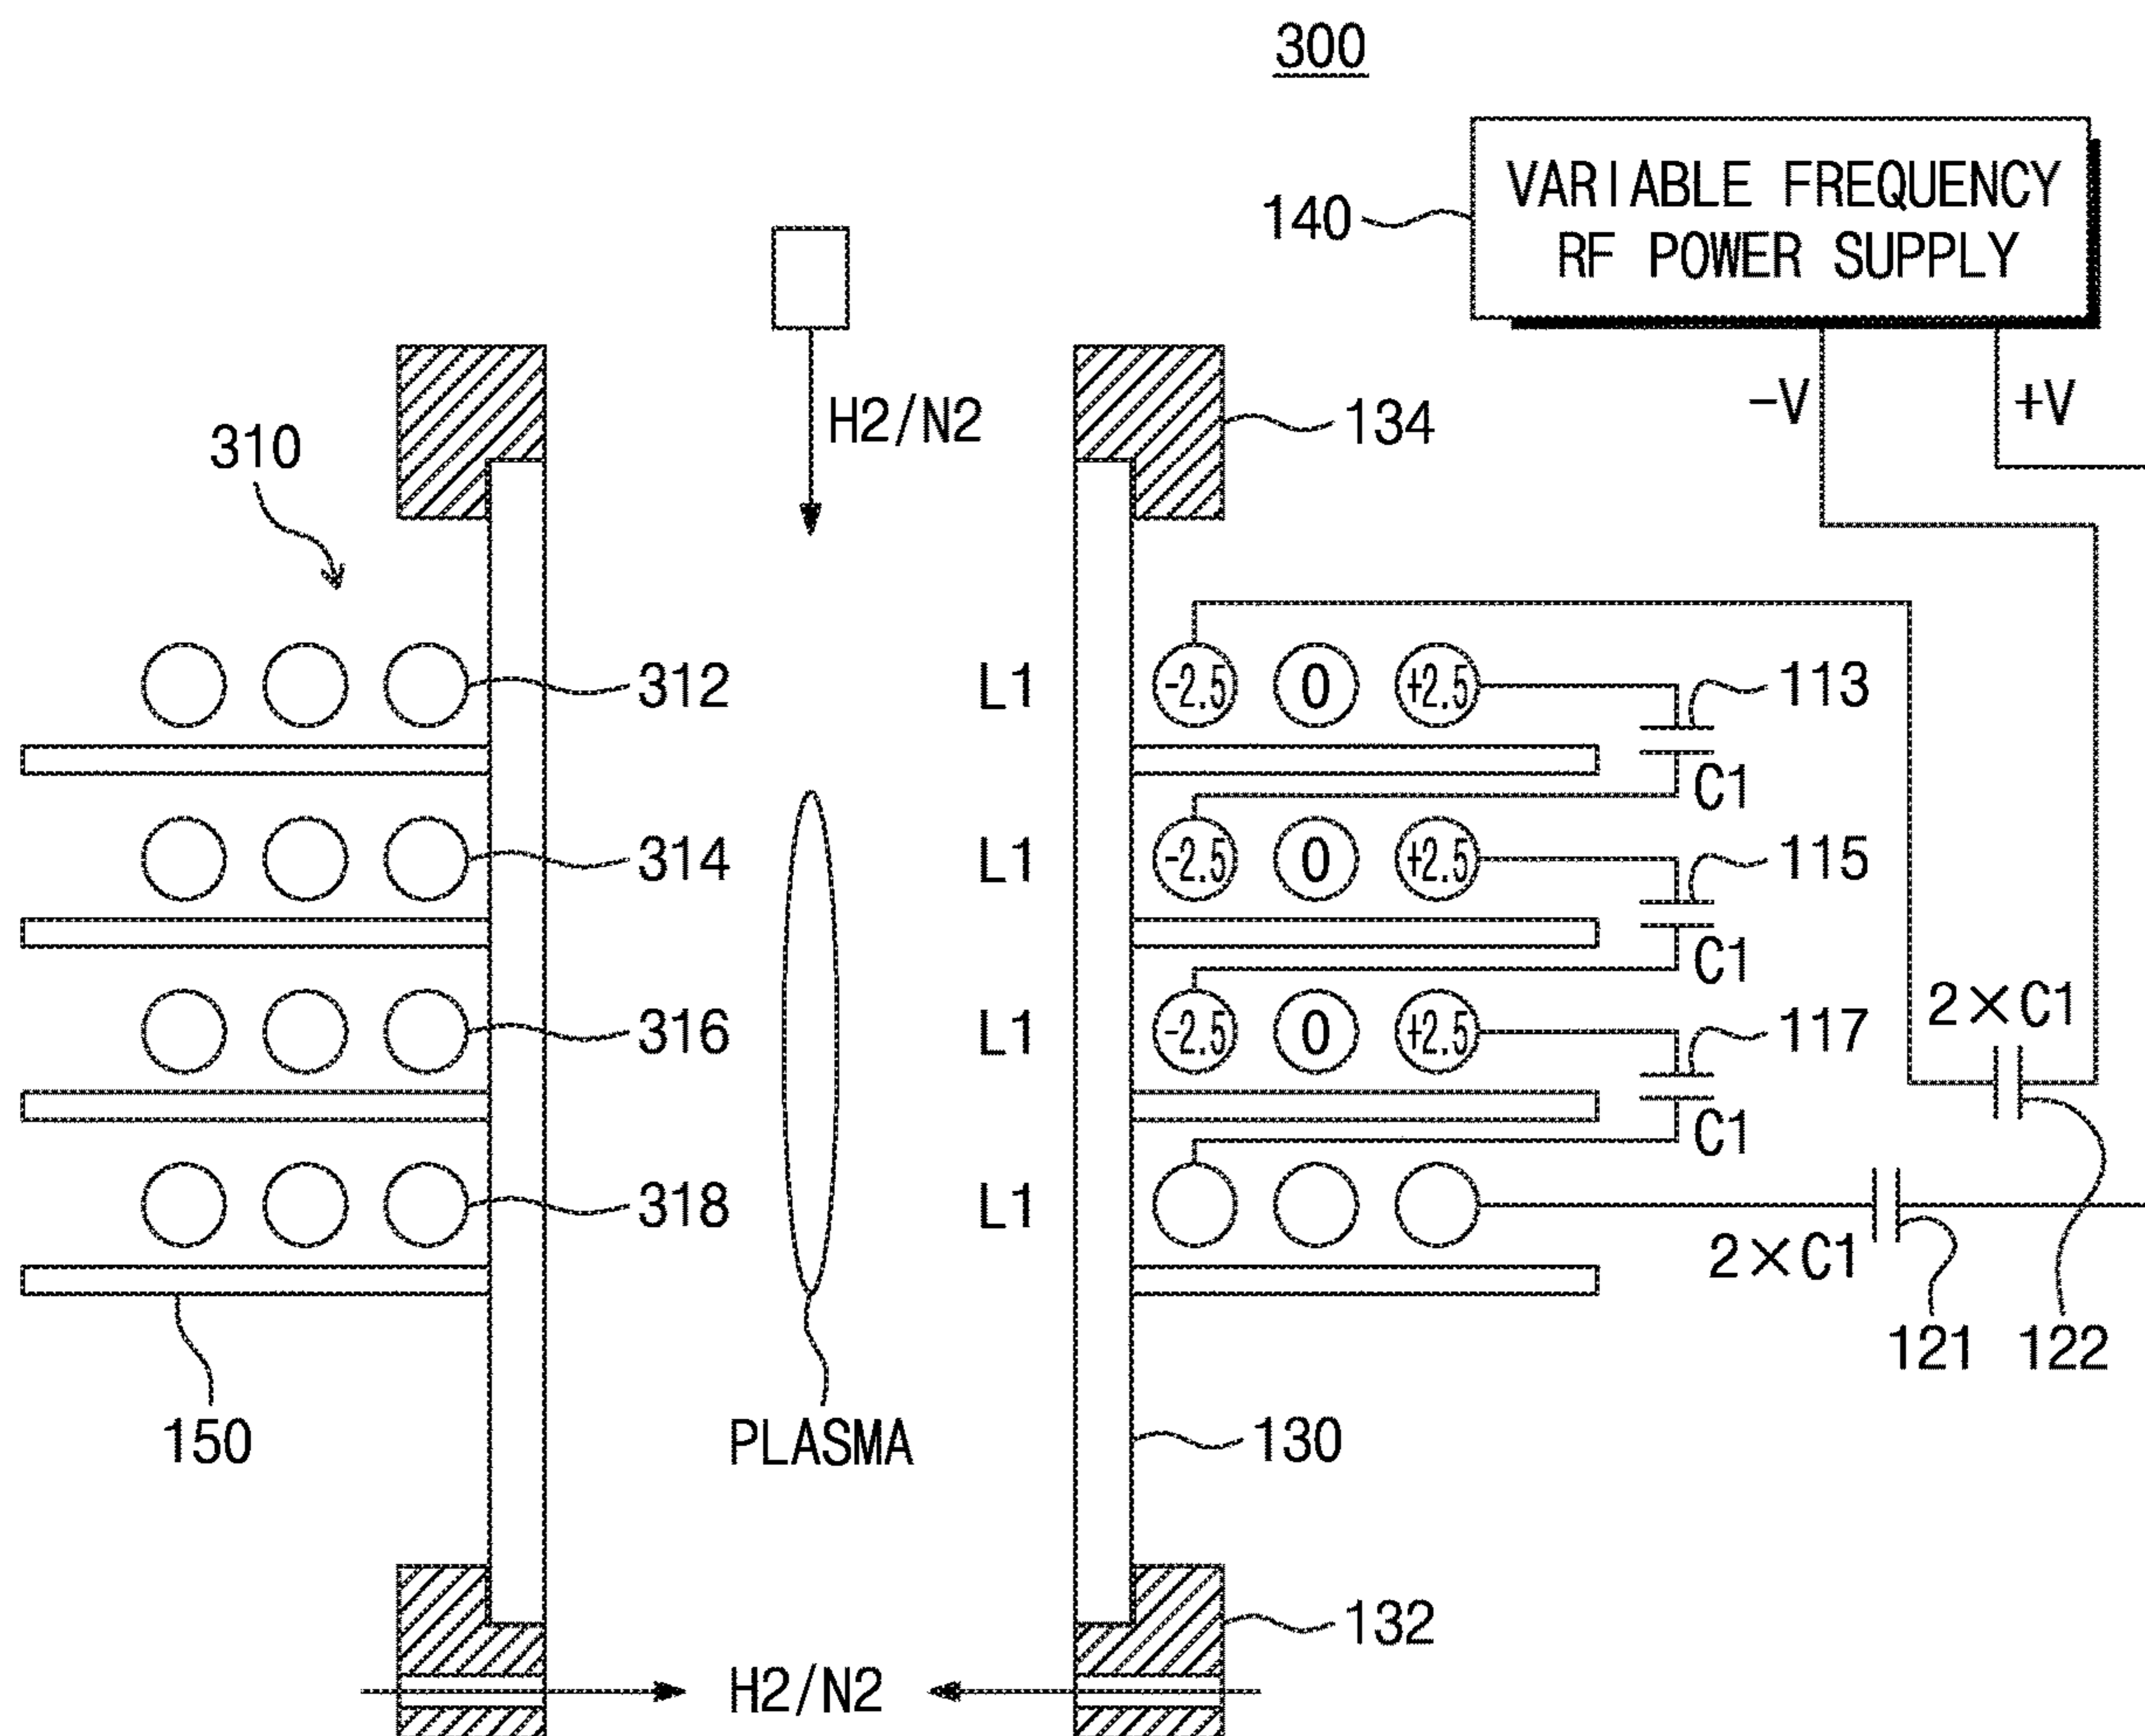 300
VARIABLE FREQUENCY
RF POWER SUPPLY
140
-V
+V
H2/N2
134
310
312
L1
-2.5
0
+2.5
113
C1
314
L1
-2.5
0
+2.5
115
C1
316
L1
-2.5
0
+2.5
117
C1
2×C1
318
L1
2×C1
121
122
150
PLASMA
130
132
H2/N2